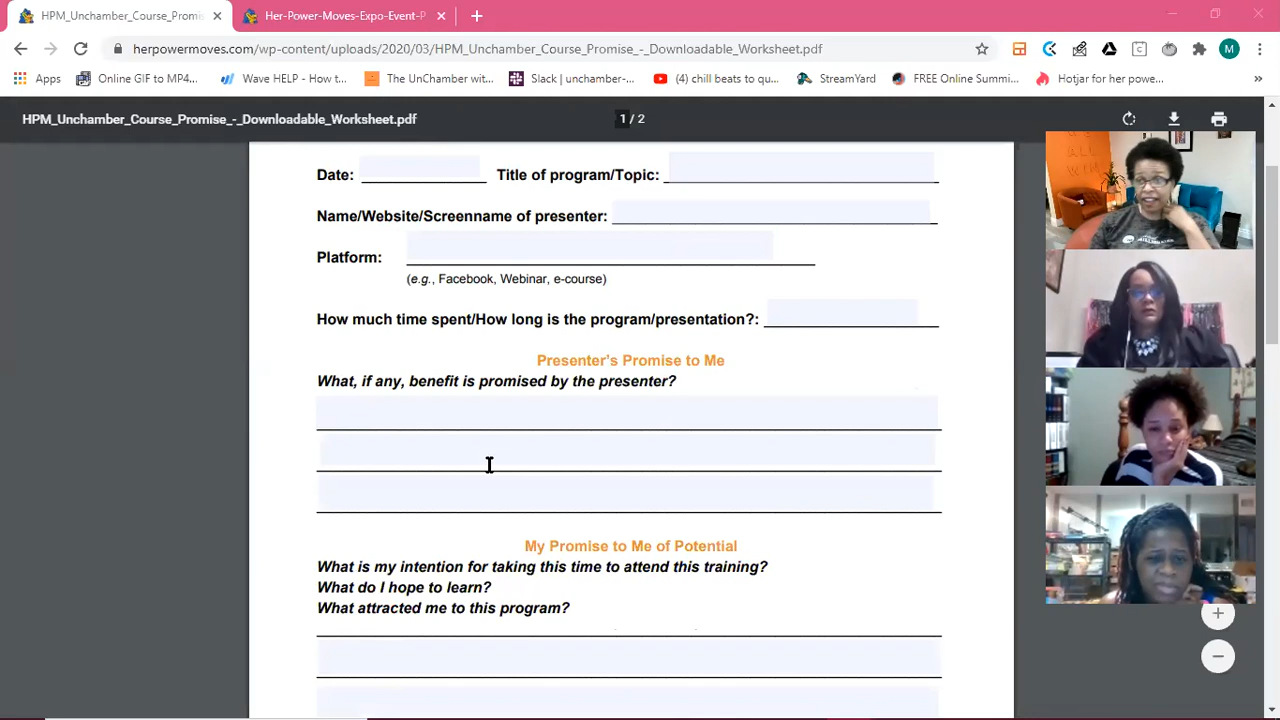 HPM_Unchamber_Course_Promis
Her-Power-Moves-Expo-Event-P
herpowermoves.com/wp-content/uploads/2020/03/HPM_Unchamber_Course_Promise_-_Downloadable_Worksheet.pdf
M
Apps
Online GIF to MP4...
Wave HELP - How t...
The UnChamber wit...
Slack | unchamber-...
(4) chill beats to qu...
StreamYard
FREE Online Summi...
Hotjar for her powe...
HPM_Unchamber_Course_Promise_-_Downloadable_Worksheet.pdf
1 / 2
Date:
Title of program/Topic:
Name/Website/Screenname of presenter:
Platform:
(e.g., Facebook, Webinar, e-course)
How much time spent/How long is the program/presentation?:
Presenter's Promise to Me
What, if any, benefit is promised by the presenter?
My Promise to Me of Potential
What is my intention for taking this time to attend this training?
What do I hope to learn?
What attracted me to this program?